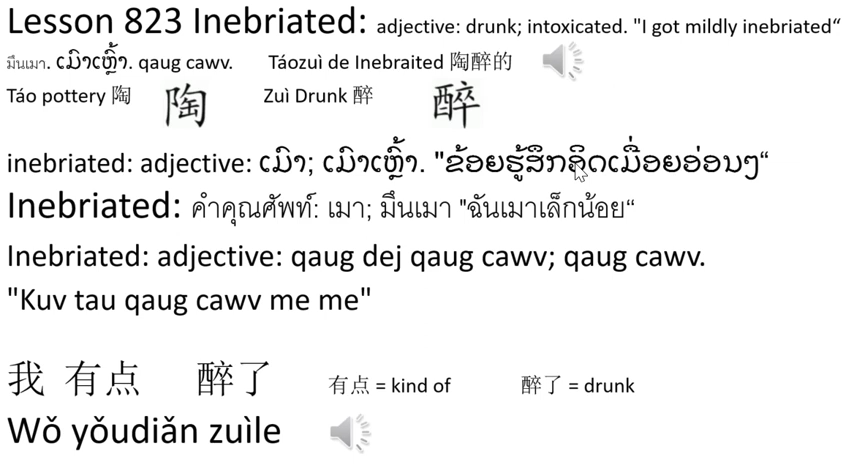 Lesson 823 Inebriated: adjective: drunk; intoxicated. "I got mildly inebriated“
มึนเมา. ເມົາເຫຼົ້າ. qaug cawv. Táozuì de Inebraited 陶醉的
Táo pottery 陶 陶 Zuì Drunk 醉 醉
inebriated: adjective: ເມົາ; ເມົາເຫຼົ້າ. "ຂ້ອຍຮູ້ສຶກອິດເມື່ອຍອ່ອນໆ“
Inebriated: คำคุณศัพท์: เมา; มึนเมา "ฉันเมาเล็กน้อย“
Inebriated: adjective: qaug dej qaug cawv; qaug cawv.
"Kuv tau qaug cawv me me"
我 有点 醉了 有点 = kind of 醉了 = drunk
Wǒ yǒudiǎn zuìle